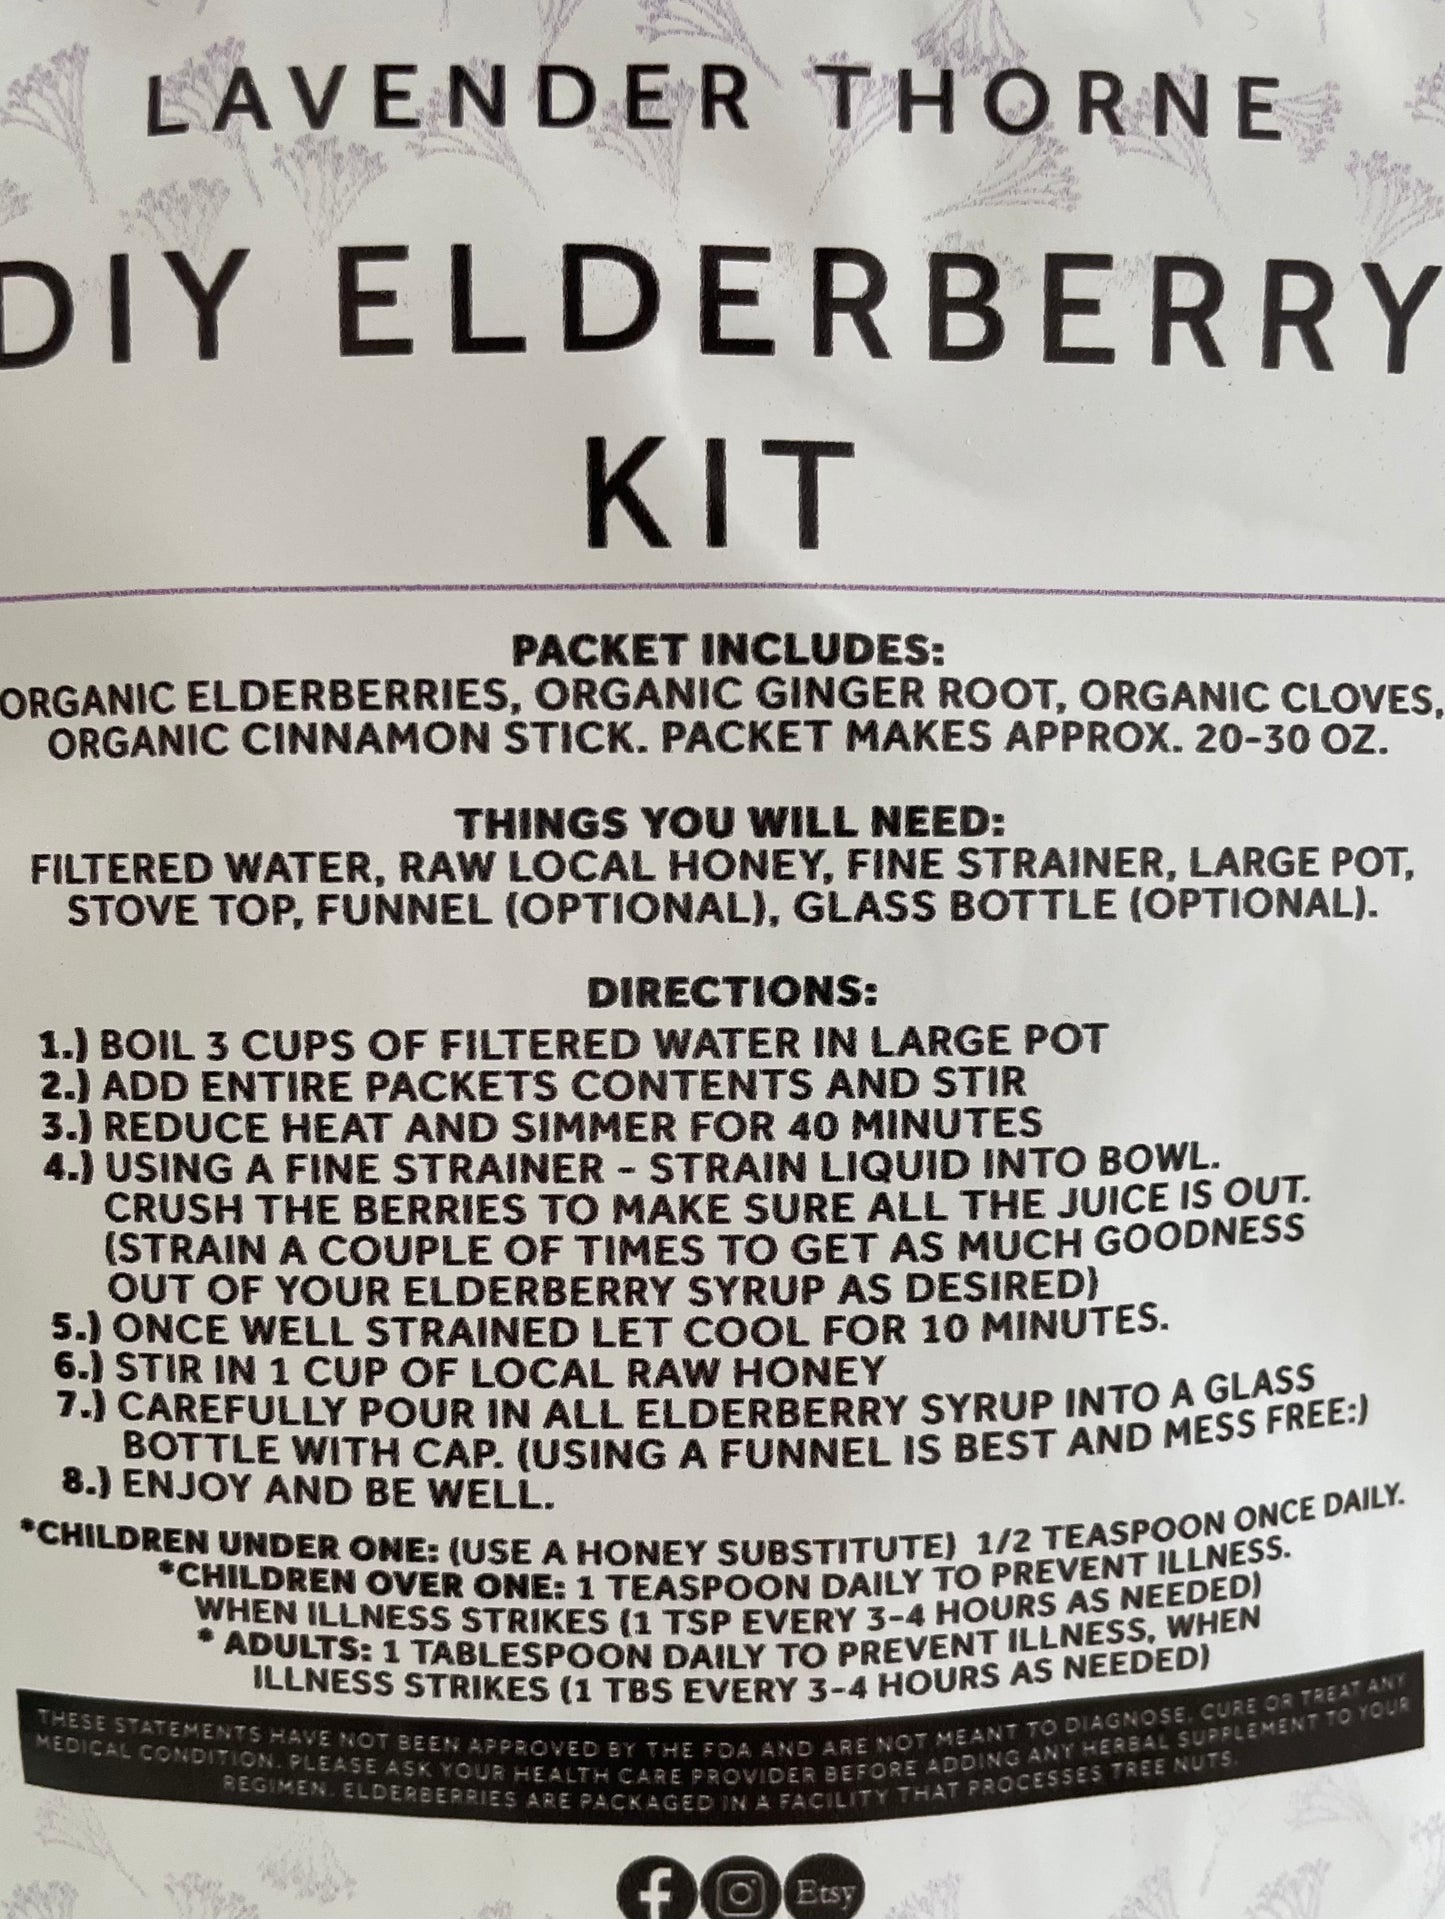 LAVENDER THORNE
DIY ELDERBERRY
KIT
PACKET INCLUDES:
ORGANIC ELDERBERRIES, ORGANIC GINGER ROOT, ORGANIC CLOVES,
ORGANIC CINNAMON STICK. PACKET MAKES APPROX. 20-30 OZ.
THINGS YOU WILL NEED:
FILTERED WATER, RAW LOCAL HONEY, FINE STRAINER, LARGE POT,
STOVE TOP, FUNNEL (OPTIONAL), GLASS BOTTLE (OPTIONAL).
DIRECTIONS:
1.) BOIL 3 CUPS OF FILTERED WATER IN LARGE POT
2.) ADD ENTIRE PACKETS CONTENTS AND STIR
3.) REDUCE HEAT AND SIMMER FOR 40 MINUTES
4.) USING A FINE STRAINER - STRAIN LIQUID INTO BOWL.
CRUSH THE BERRIES TO MAKE SURE ALL THE JUICE IS OUT.
(STRAIN A COUPLE OF TIMES TO GET AS MUCH GOODNESS
OUT OF YOUR ELDERBERRY SYRUP AS DESIRED)
5.) ONCE WELL STRAINED LET COOL FOR 10 MINUTES.
6.) STIR IN 1 CUP OF LOCAL RAW HONEY
7.) CAREFULLY POUR IN ALL ELDERBERRY SYRUP INTO A GLASS
BOTTLE WITH CAP. (USING A FUNNEL IS BEST AND MESS FREE:)
8.) ENJOY AND BE WELL.
*CHILDREN UNDER ONE: (USE A HONEY SUBSTITUTE) 1/2 TEASPOON ONCE DAILY.
*CHILDREN OVER ONE: 1 TEASPOON DAILY TO PREVENT ILLNESS.
WHEN ILLNESS STRIKES (1 TSP EVERY 3-4 HOURS AS NEEDED)
* ADULTS: 1 TABLESPOON DAILY TO PREVENT ILLNESS, WHEN
ILLNESS STRIKES (1 TBS EVERY 3-4 HOURS AS NEEDED)
THESE STATEMENTS HAVE NOT BEEN APPROVED BY THE FDA AND ARE NOT MEANT TO DIAGNOSE, CURE OR TREAT ANY
MEDICAL CONDITION. PLEASE ASK YOUR HEALTH CARE PROVIDER BEFORE ADDING ANY HERBAL SUPPLEMENT TO YOUR
REGIMEN. ELDERBERRIES ARE PACKAGED IN A FACILITY THAT PROCESSES TREE NUTS.
f Etsy